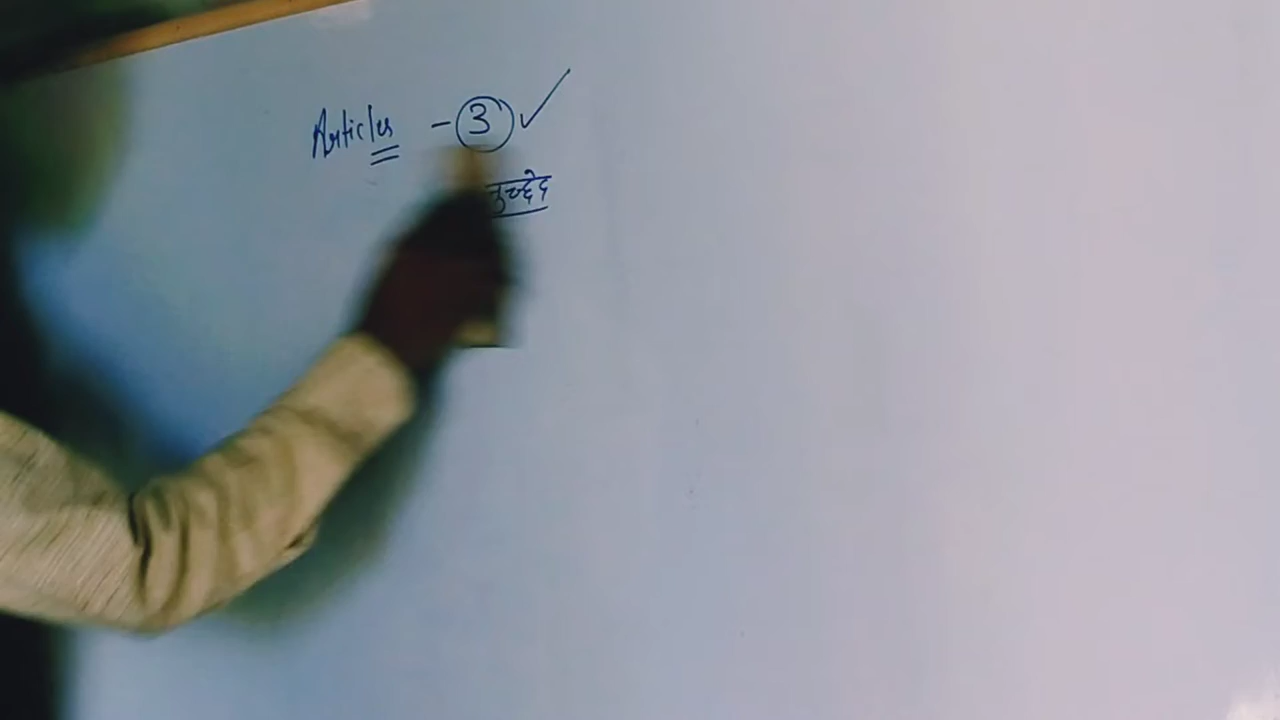 Articles - 3 ✓